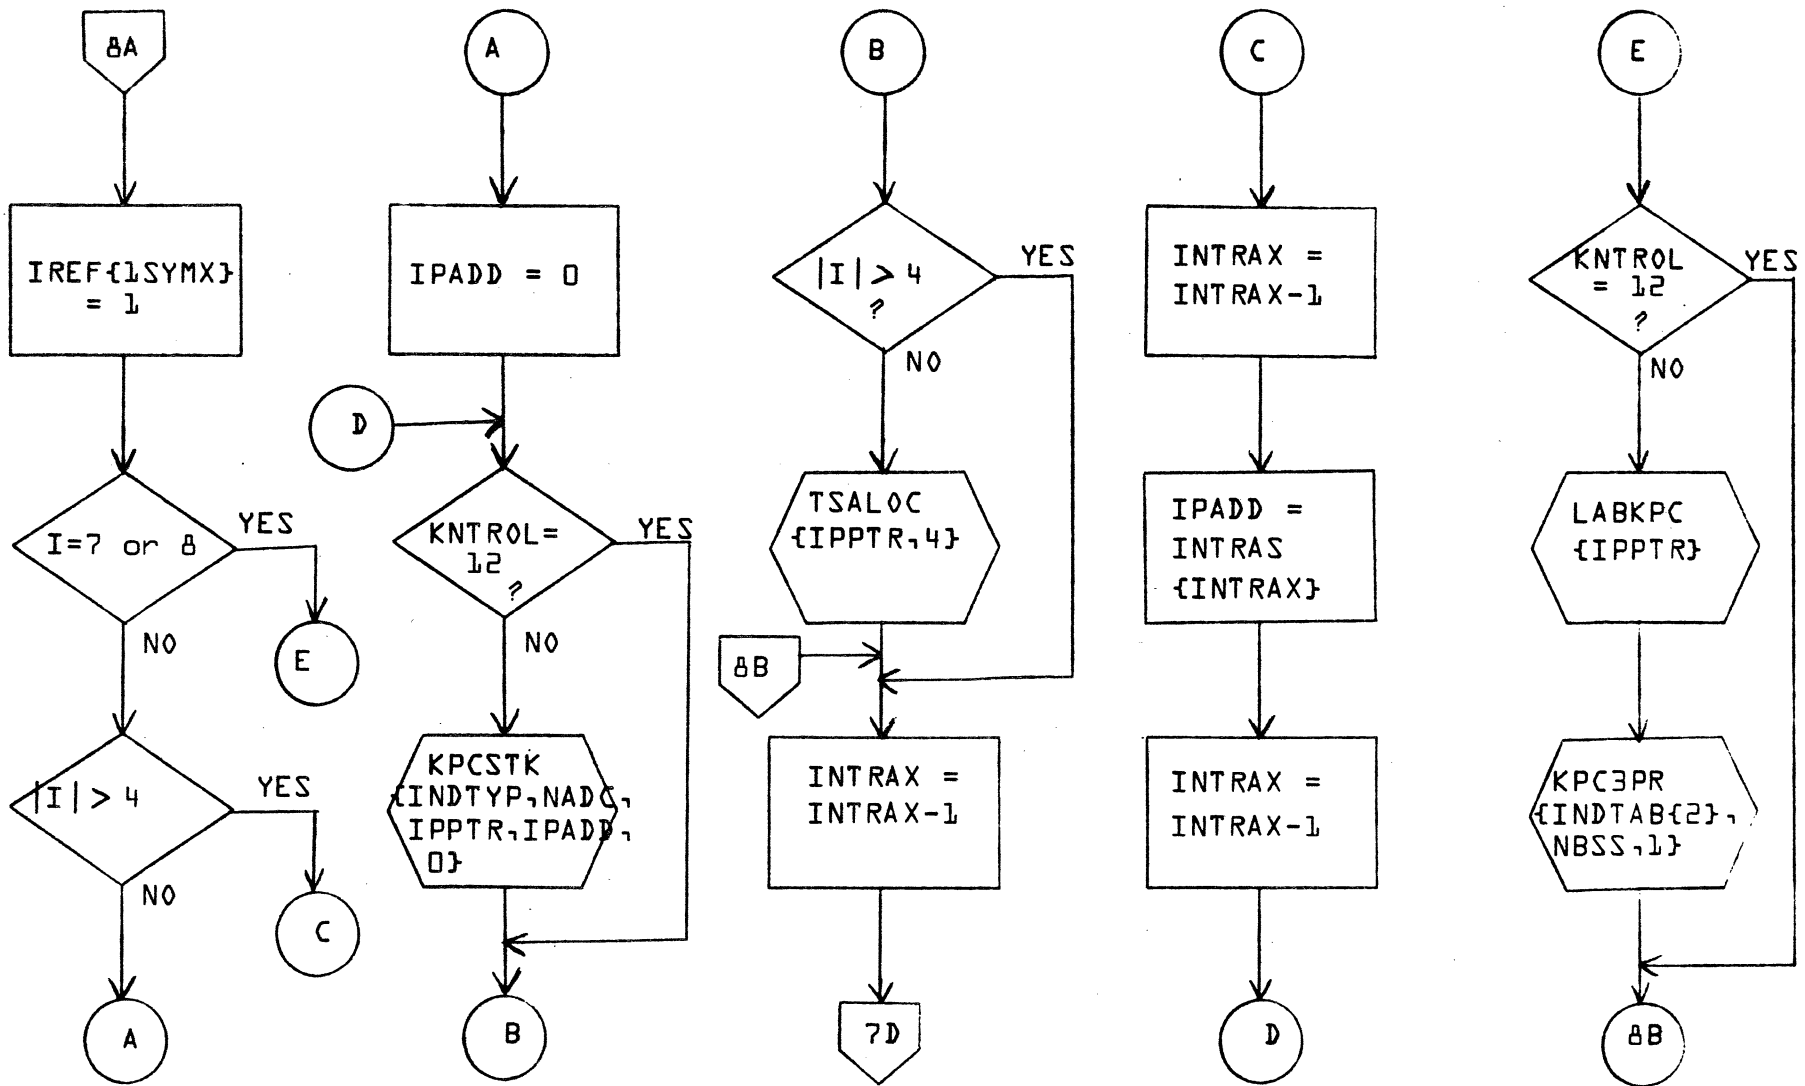 8A
IREF{1SYMX}
= 1
I=7 or 8
YES
E
NO
|I| > 4
YES
C
NO
A
A
IPADD = 0
D
KNTROL=
12
?
YES
NO
KPCSTK
{INDTYP,NADC,
IPPTR,IPADD,
0}
B
B
|I| > 4
?
YES
NO
TSALOC
{IPPTR,4}
8B
INTRAX =
INTRAX-1
7D
C
INTRAX =
INTRAX-1
IPADD =
INTRAS
{INTRAX}
INTRAX =
INTRAX-1
D
E
KNTROL
= 12
?
YES
NO
LABKPC
{IPPTR}
KPC3PR
{INDTAB{2},
NBSS,1}
8B